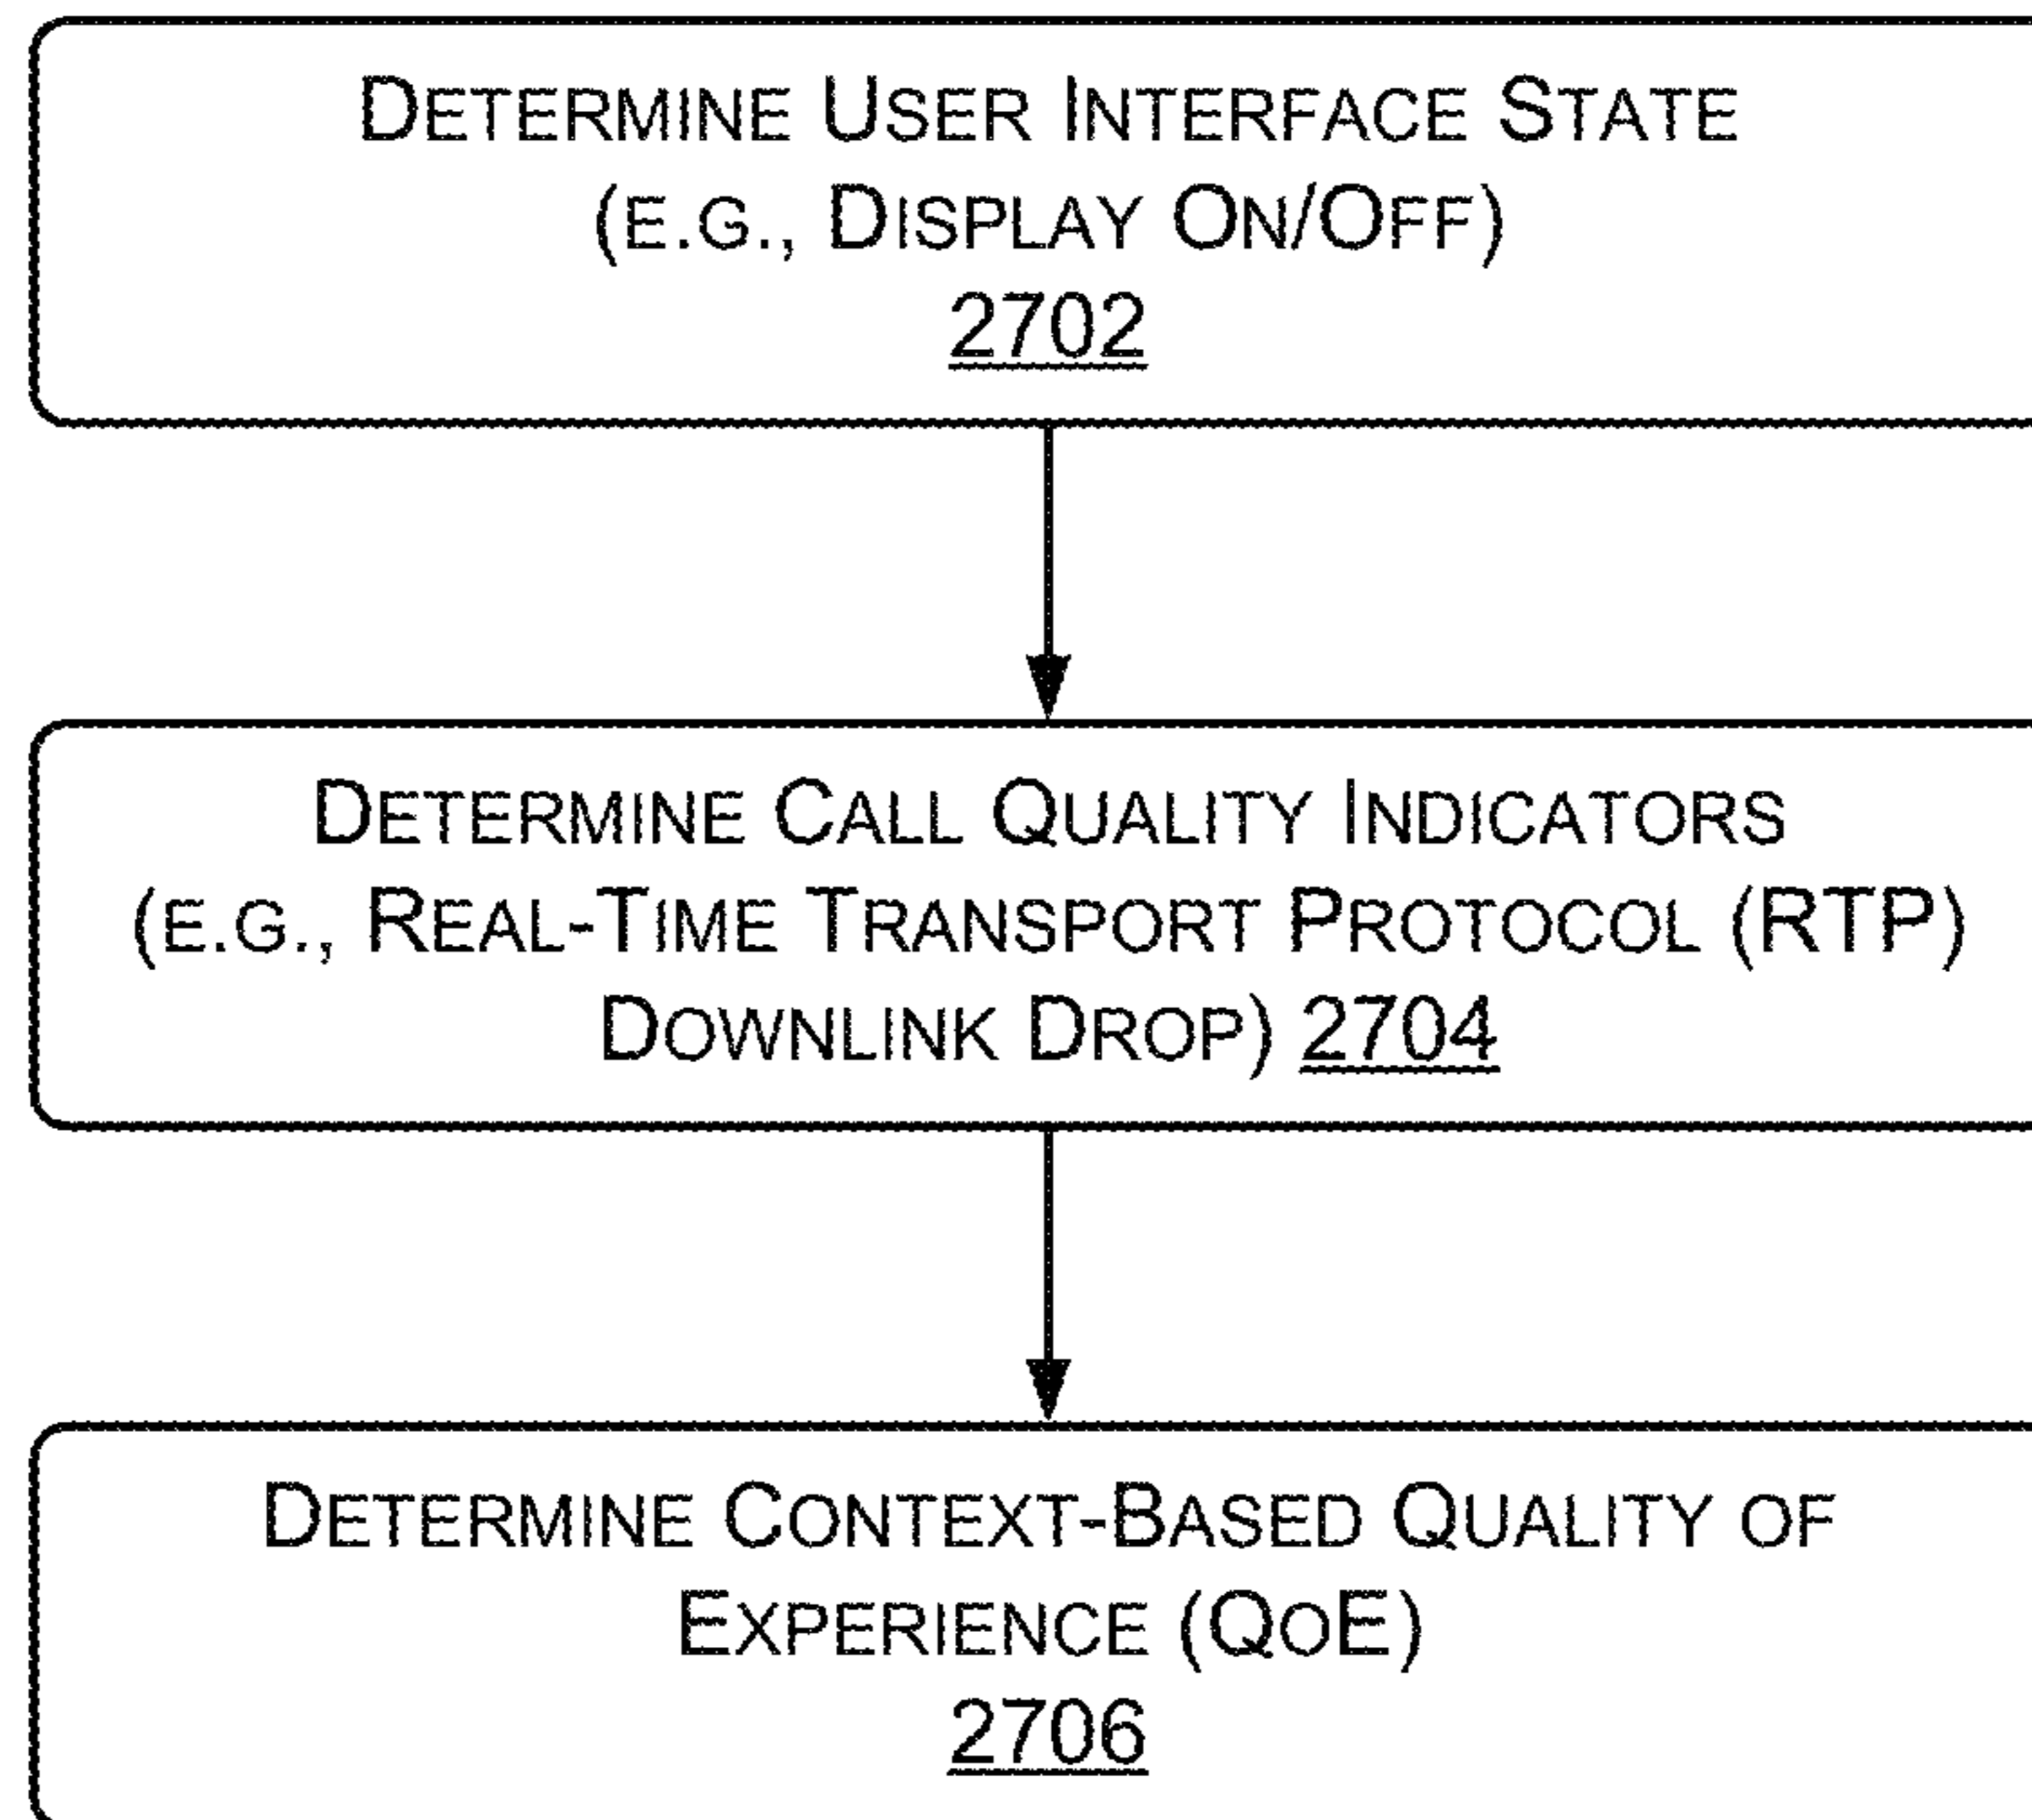 DETERMINE USER INTERFACE STATE
(E.G., DISPLAY ON/OFF)
2702
DETERMINE CALL QUALITY INDICATORS
(E.G., REAL-TIME TRANSPORT PROTOCOL (RTP)
DOWNLINK DROP) 2704
DETERMINE CONTEXT-BASED QUALITY OF
EXPERIENCE (QOE)
2706